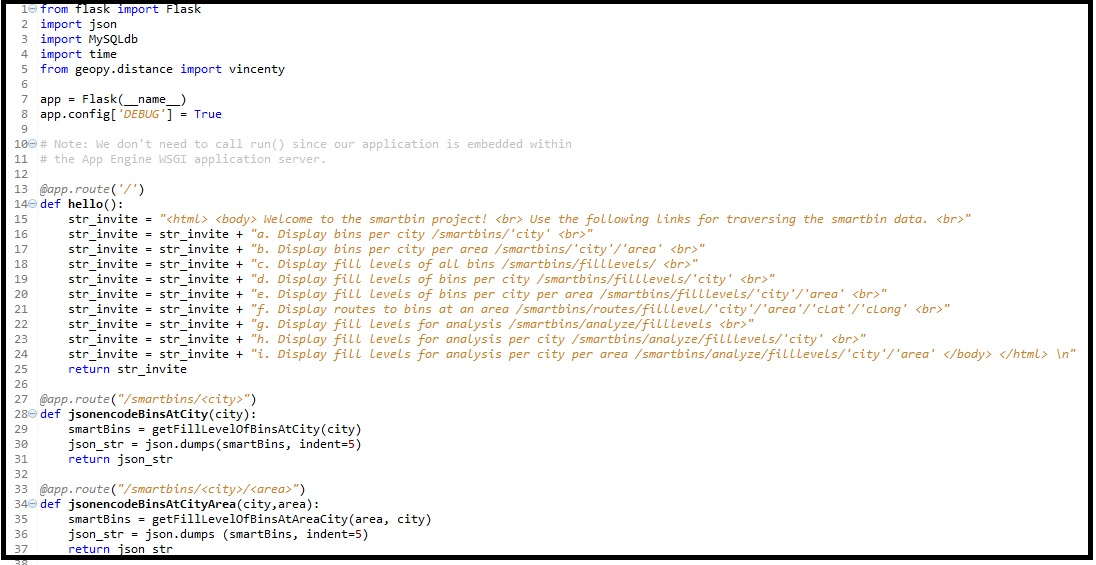 1 from flask import Flask
2 import json
3 import MySQLdb
4 import time
5 from geopy.distance import vincenty
6
7 app = Flask(__name__)
8 app.config['DEBUG'] = True
9
10 # Note: We don't need to call run() since our application is embedded within
11 # the App Engine WSGI application server.
12
13 @app.route('/')
14 def hello():
15     str_invite = "<html> <body> Welcome to the smartbin project! <br> Use the following links for traversing the smartbin data. <br>"
16     str_invite = str_invite + "a. Display bins per city /smartbins/'city' <br>"
17     str_invite = str_invite + "b. Display bins per city per area /smartbins/'city'/'area' <br>"
18     str_invite = str_invite + "c. Display fill levels of all bins /smartbins/filllevels/ <br>"
19     str_invite = str_invite + "d. Display fill levels of bins per city /smartbins/filllevels/'city' <br>"
20     str_invite = str_invite + "e. Display fill levels of bins per city per area /smartbins/filllevels/'city'/'area' <br>"
21     str_invite = str_invite + "f. Display routes to bins at an area /smartbins/routes/filllevel/'city'/'area'/'cLat'/'cLong' <br>"
22     str_invite = str_invite + "g. Display fill levels for analysis /smartbins/analyze/filllevels <br>"
23     str_invite = str_invite + "h. Display fill levels for analysis per city /smartbins/analyze/filllevels/'city' <br>"
24     str_invite = str_invite + "i. Display fill levels for analysis per city per area /smartbins/analyze/filllevels/'city'/'area' </body> </html> \n"
25     return str_invite
26
27 @app.route("/smartbins/<city>")
28 def jsonencodeBinsAtCity(city):
29     smartBins = getFillLevelOfBinsAtCity(city)
30     json_str = json.dumps(smartBins, indent=5)
31     return json_str
32
33 @app.route("/smartbins/<city>/<area>")
34 def jsonencodeBinsAtCityArea(city,area):
35     smartBins = getFillLevelOfBinsAtAreaCity(area, city)
36     json_str = json.dumps (smartBins, indent=5)
37     return json_str
38